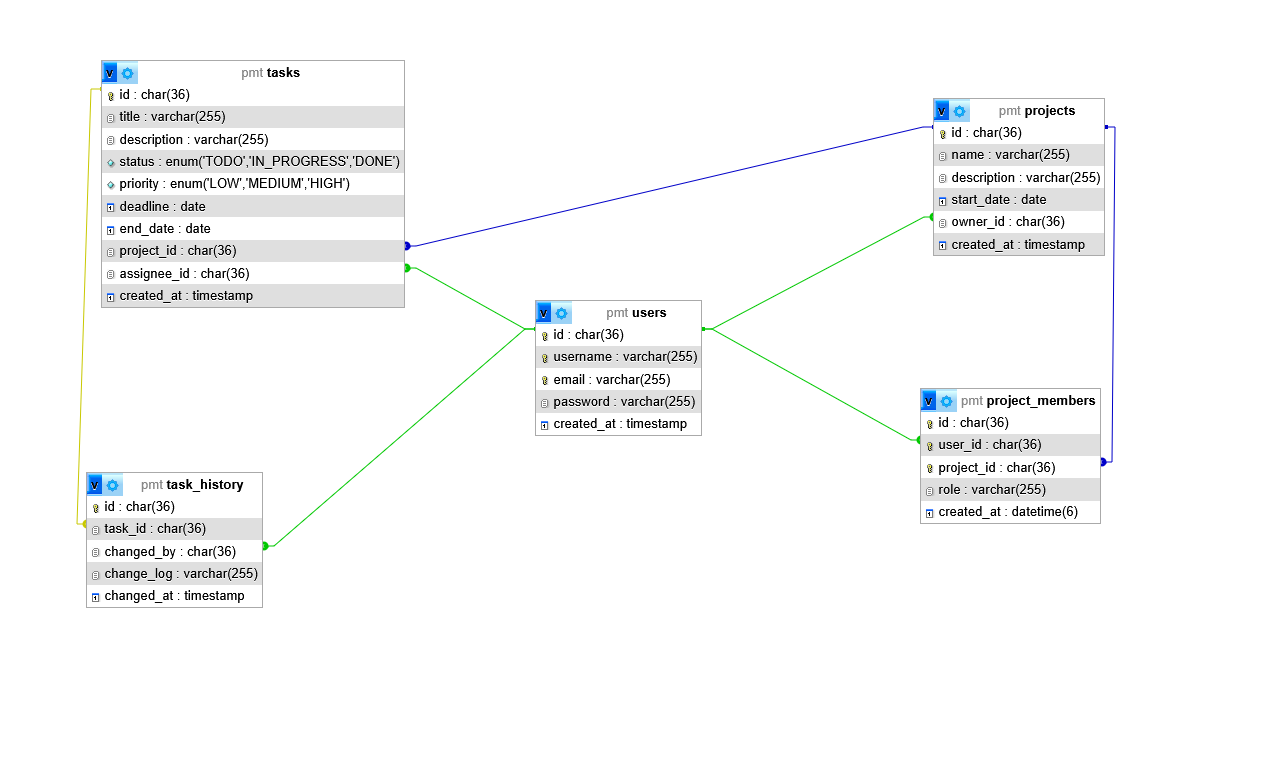 v pmt tasks
id : char(36)
title : varchar(255)
description : varchar(255)
status : enum('TODO','IN_PROGRESS','DONE')
priority : enum('LOW','MEDIUM','HIGH')
deadline : date
end_date : date
project_id : char(36)
assignee_id : char(36)
created_at : timestamp
v pmt projects
id : char(36)
name : varchar(255)
description : varchar(255)
start_date : date
owner_id : char(36)
created_at : timestamp
v pmt users
id : char(36)
username : varchar(255)
email : varchar(255)
password : varchar(255)
created_at : timestamp
v pmt project_members
id : char(36)
user_id : char(36)
project_id : char(36)
role : varchar(255)
created_at : datetime(6)
v pmt task_history
id : char(36)
task_id : char(36)
changed_by : char(36)
change_log : varchar(255)
changed_at : timestamp